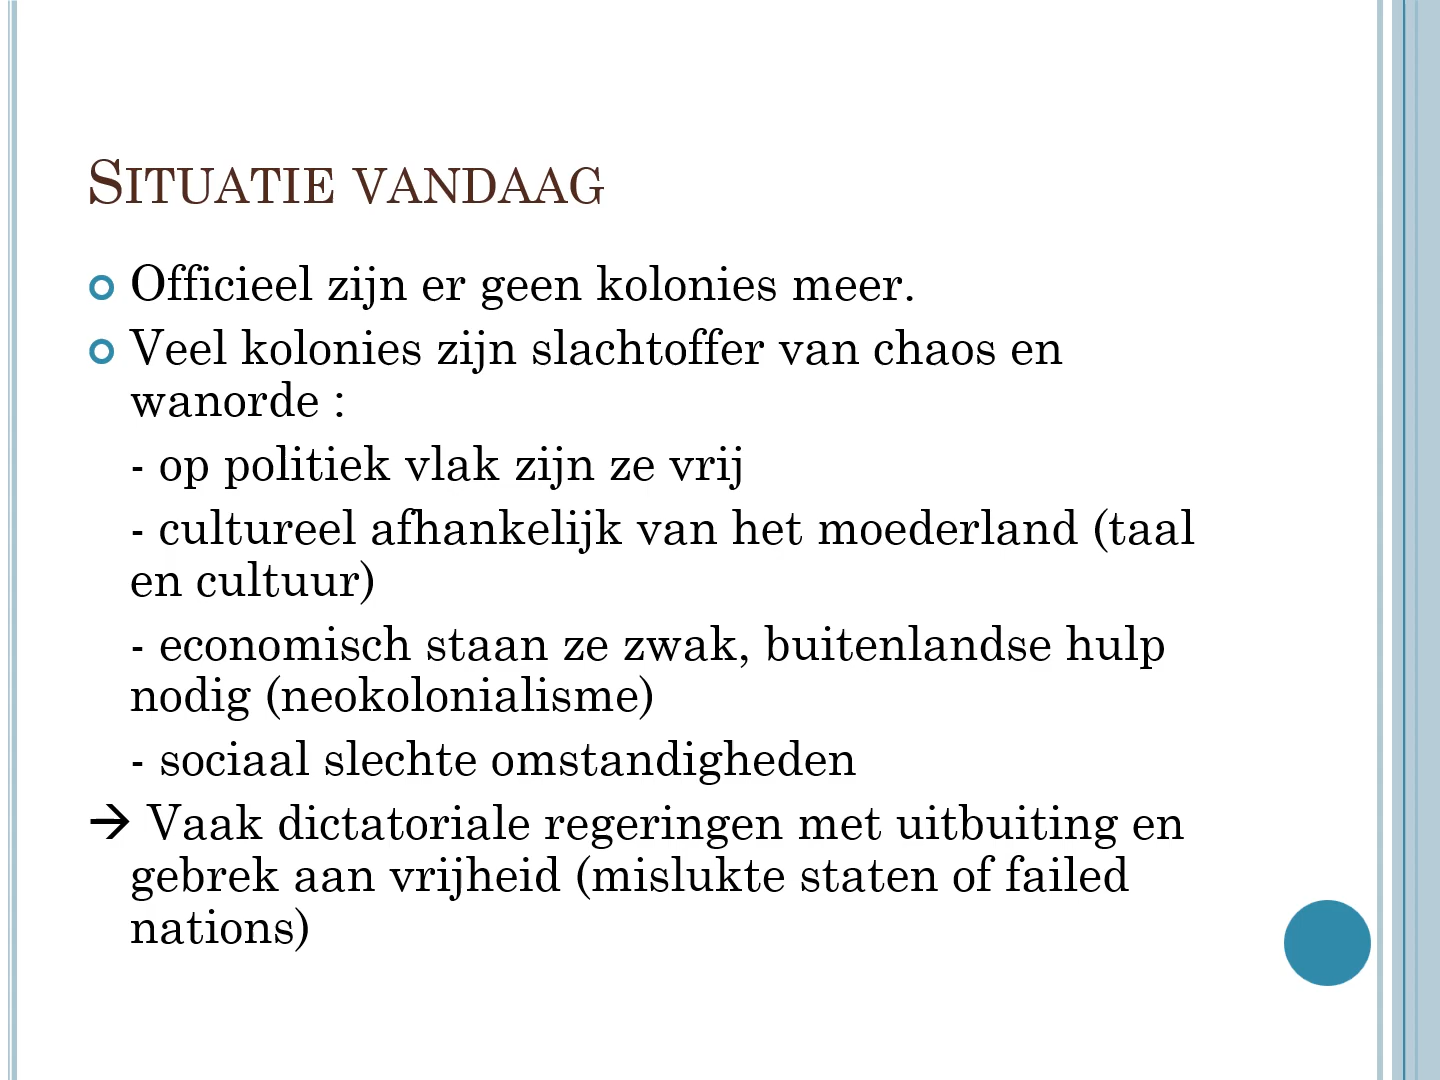 SITUATIE VANDAAG
Officieel zijn er geen kolonies meer.
Veel kolonies zijn slachtoffer van chaos en
wanorde :
- op politiek vlak zijn ze vrij
- cultureel afhankelijk van het moederland (taal
en cultuur)
- economisch staan ze zwak, buitenlandse hulp
nodig (neokolonialisme)
- sociaal slechte omstandigheden
→ Vaak dictatoriale regeringen met uitbuiting en
gebrek aan vrijheid (mislukte staten of failed
nations)